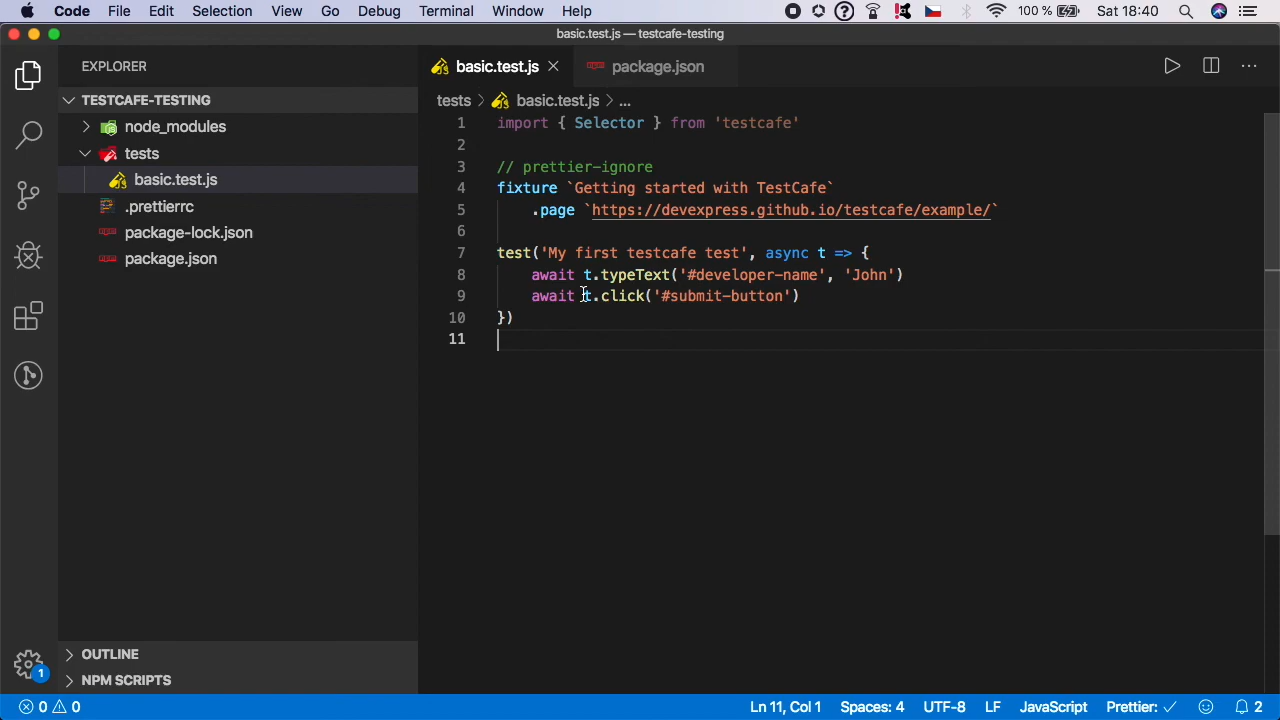 Code File Edit Selection View Go Debug Terminal Window Help 100 % Sat 18:40
basic.test.js — testcafe-testing
EXPLORER
TESTCAFE-TESTING
node_modules
tests
basic.test.js
.prettierrc
package-lock.json
package.json
OUTLINE
NPM SCRIPTS
1
basic.test.js package.json
tests basic.test.js ...
1 import { Selector } from 'testcafe'
2
3 // prettier-ignore
4 fixture `Getting started with TestCafe`
5 .page `https://devexpress.github.io/testcafe/example/`
6
7 test('My first testcafe test', async t => {
8 await t.typeText('#developer-name', 'John')
9 await t.click('#submit-button')
10 })
11
0 0 Ln 11, Col 1 Spaces: 4 UTF-8 LF JavaScript Prettier: ✓ 2